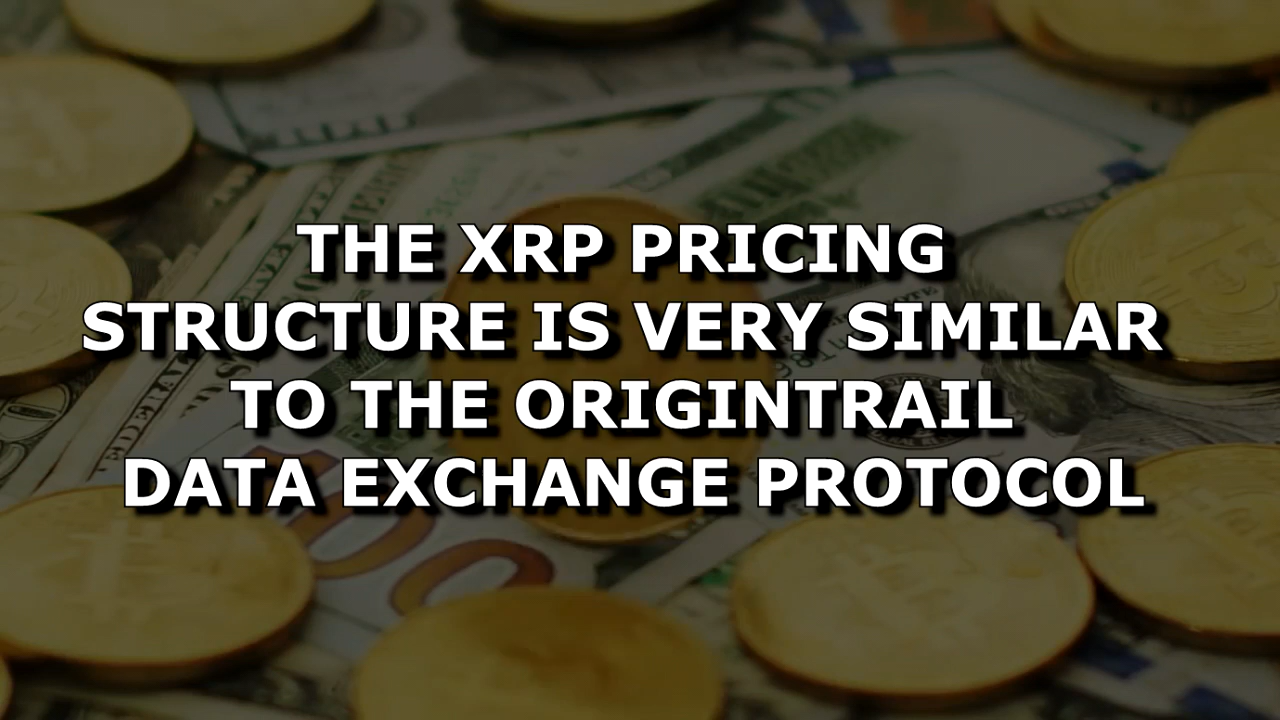 THE XRP PRICING
STRUCTURE IS VERY SIMILAR
TO THE ORIGINTRAIL
DATA EXCHANGE PROTOCOL